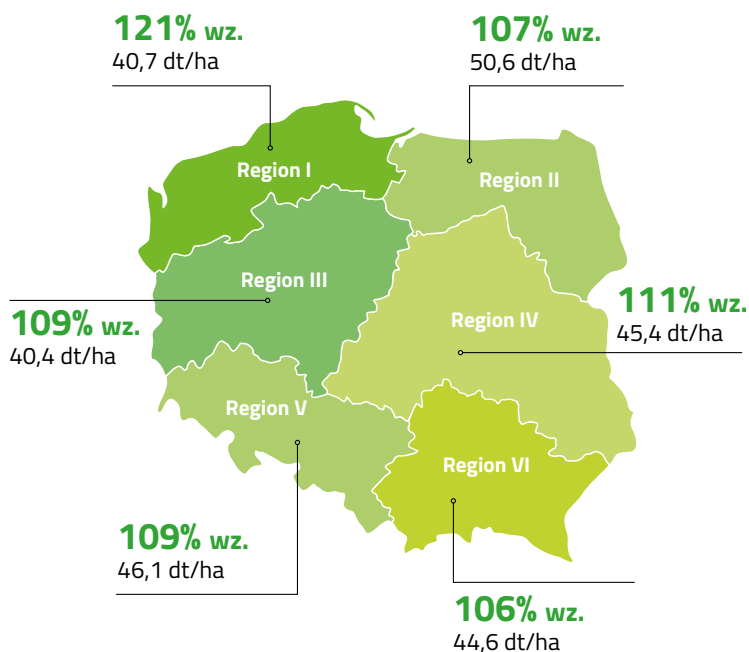 121% wz.
40,7 dt/ha
107% wz.
50,6 dt/ha
Region I
Region II
Region III
109% wz.
40,4 dt/ha
Region IV
111% wz.
45,4 dt/ha
Region V
Region VI
109% wz.
46,1 dt/ha
106% wz.
44,6 dt/ha